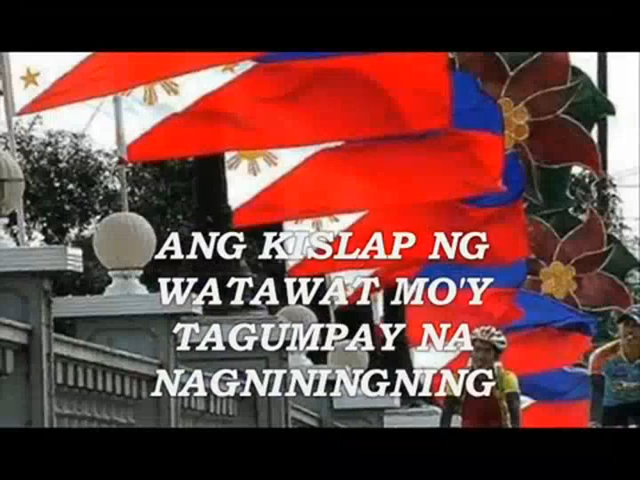 ANG KISLAP NG
WATAWAT MO'Y
TAGUMPAY NA
NAGNININGNING